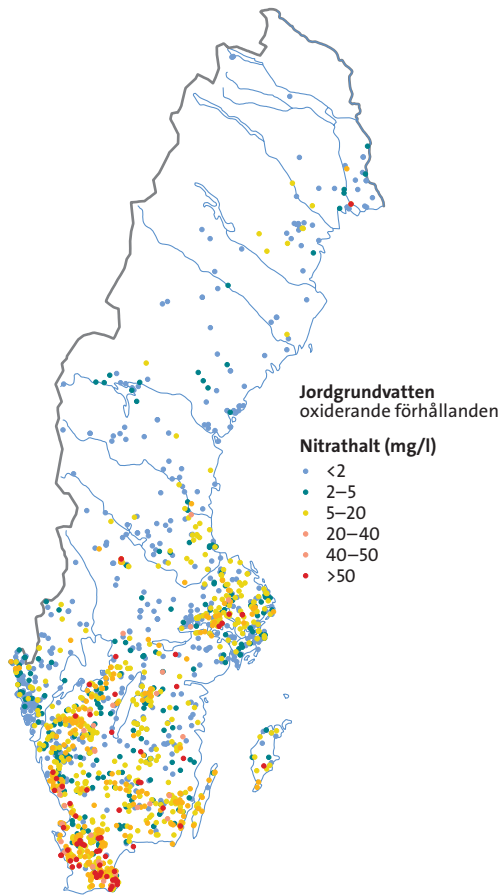 Jordgrundvatten
oxiderande förhållanden
Nitrathalt (mg/l)
<2
2–5
5–20
20–40
40–50
>50